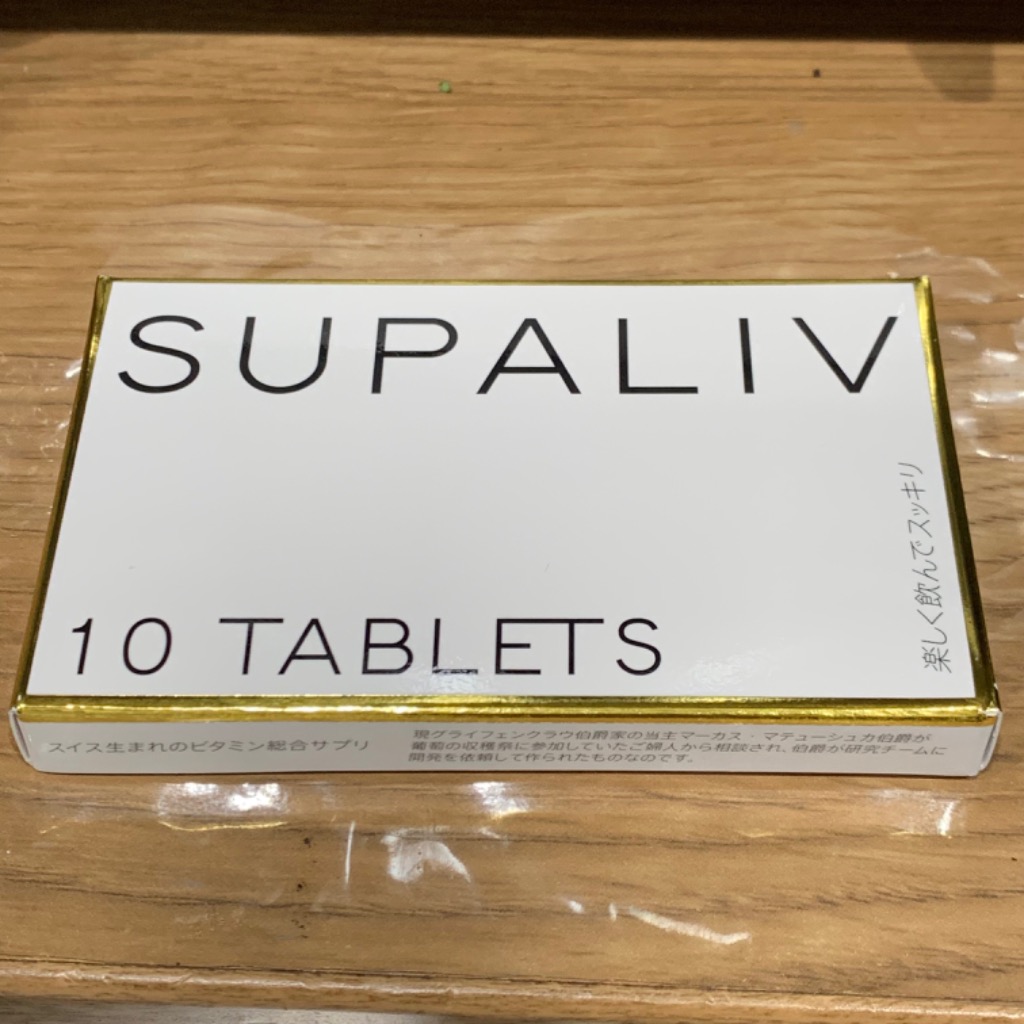 SUPALIV
楽しく飲んでスッキリ
10 TABLETS
スイス生まれのビタミン総合サプリ
現グライフェンクラウ伯爵家の当主マーカス・マテューシュカ伯爵が
葡萄の収穫祭に参加していたご婦人から相談され、伯爵が研究チームに
開発を依頼して作られたものなのです。